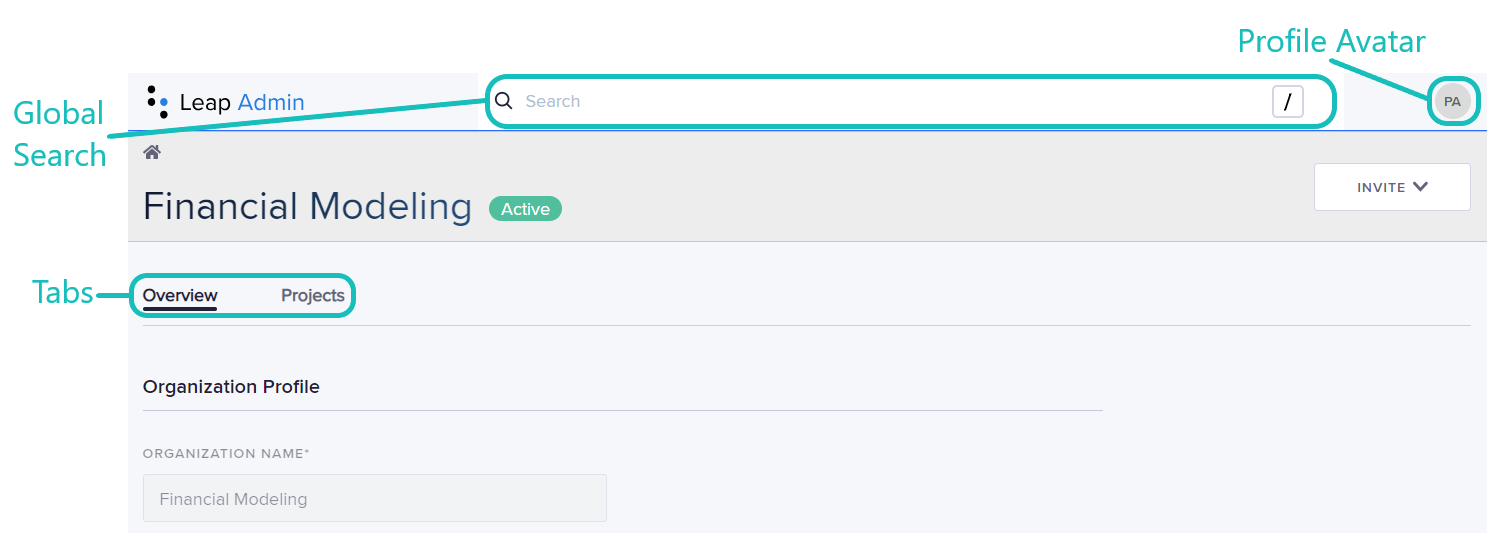 Profile Avatar
Global
Search
Leap Admin
Search
/
PA
Financial Modeling
Active
INVITE
Tabs
Overview
Projects
Organization Profile
ORGANIZATION NAME*
Financial Modeling